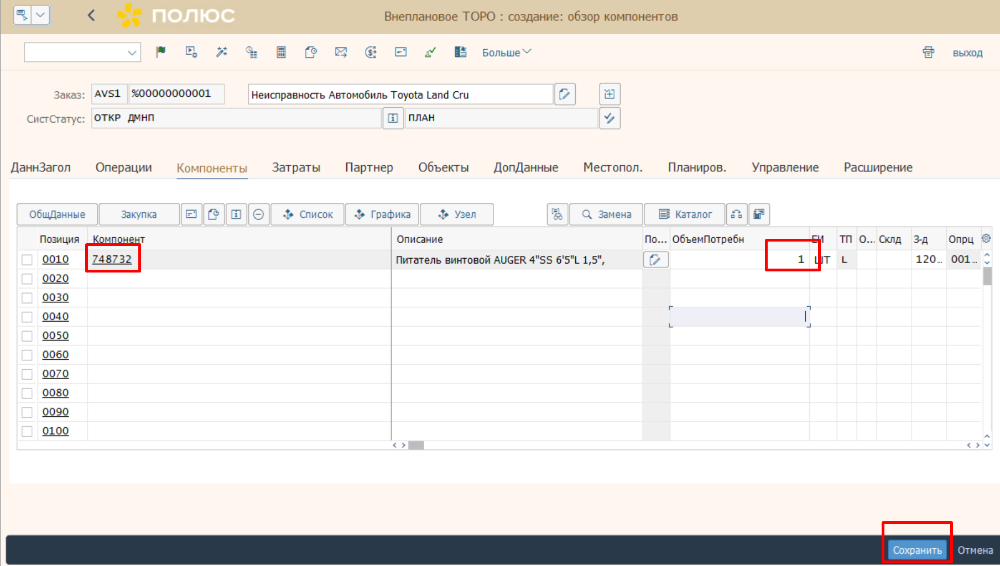 ПОЛЮС
Внеплановое ТОРО : создание: обзор компонентов
Больше
выход
Заказ: AVS1 %00000000001 Неисправность Автомобиль Toyota Land Cru
СистСтатус: ОТКР ДМНП ПЛАН
ДаннЗагол Операции Компоненты Затраты Партнер Объекты ДопДанные Местопол. Планиров. Управление Расширение
ОбщДанные Закупка Список Графика Узел Замена Каталог
Позиция Компонент Описание По... ОбъемПотребн ЕИ ТП О... Склд З-д Опрц
0010 748732 Питатель винтовой AUGER 4"SS 6'5"L 1,5", 1 ШТ L 120... 001...
0020
0030
0040
0050
0060
0070
0080
0090
0100
Сохранить Отмена